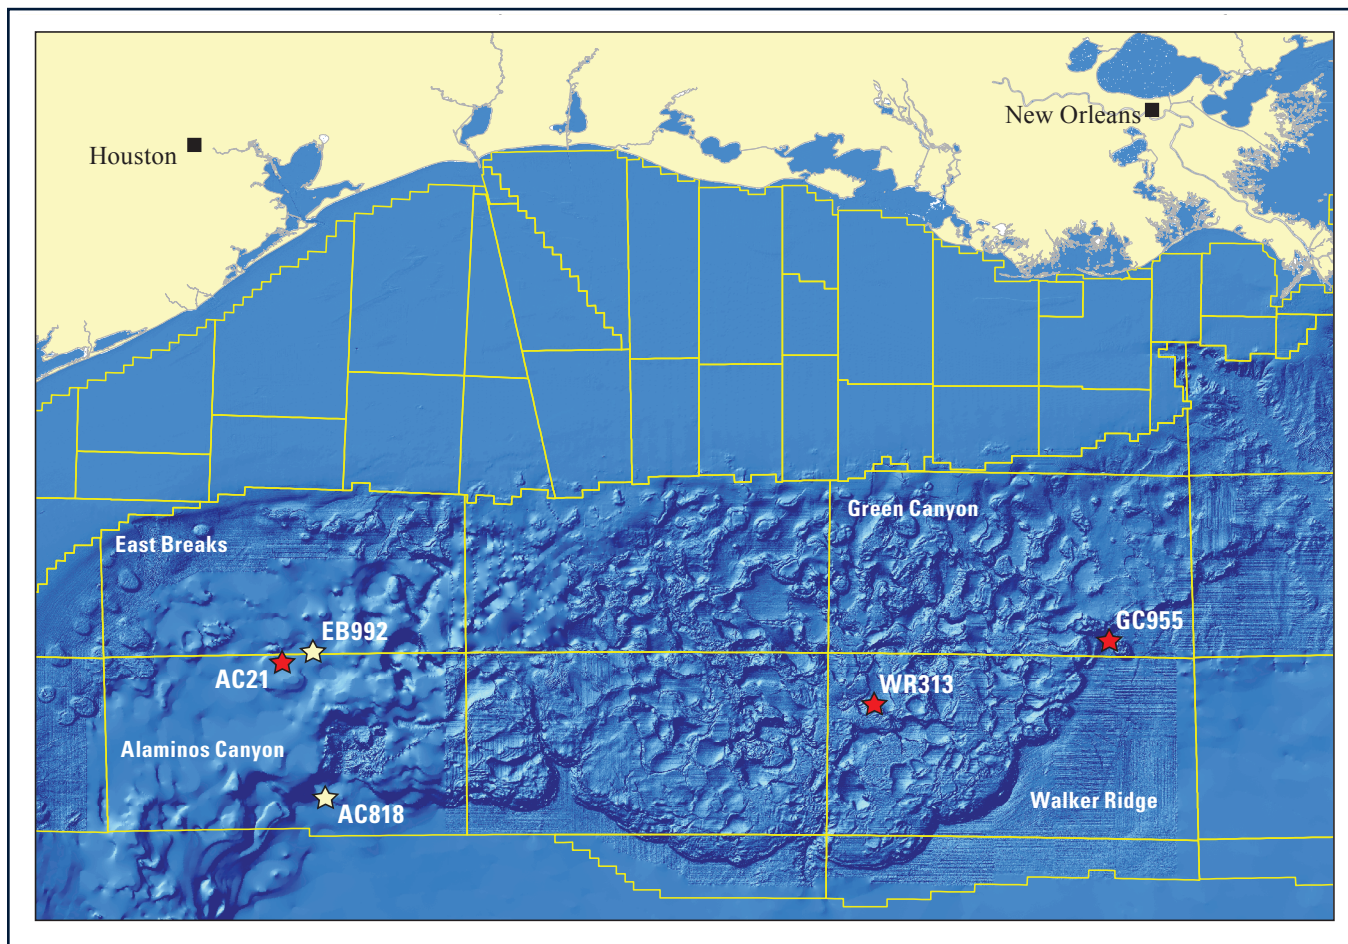 New Orleans
Houston
Green Canyon
East Breaks
GC955
EB992
AC21
WR313
Alaminos Canyon
Walker Ridge
AC818